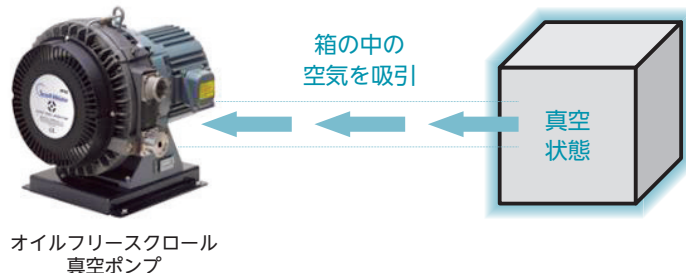 箱の中の
空気を吸引
真空
状態
オイルフリースクロール
真空ポンプ